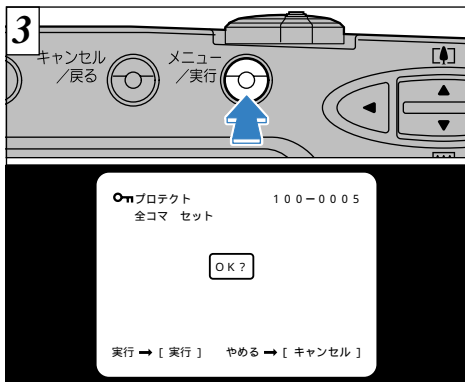 3
キャンセル
／戻る
メニュー
／実行
プロテクト 100-0005
全コマ セット
OK?
実行 → [ 実行 ] やめる → [ キャンセル ]